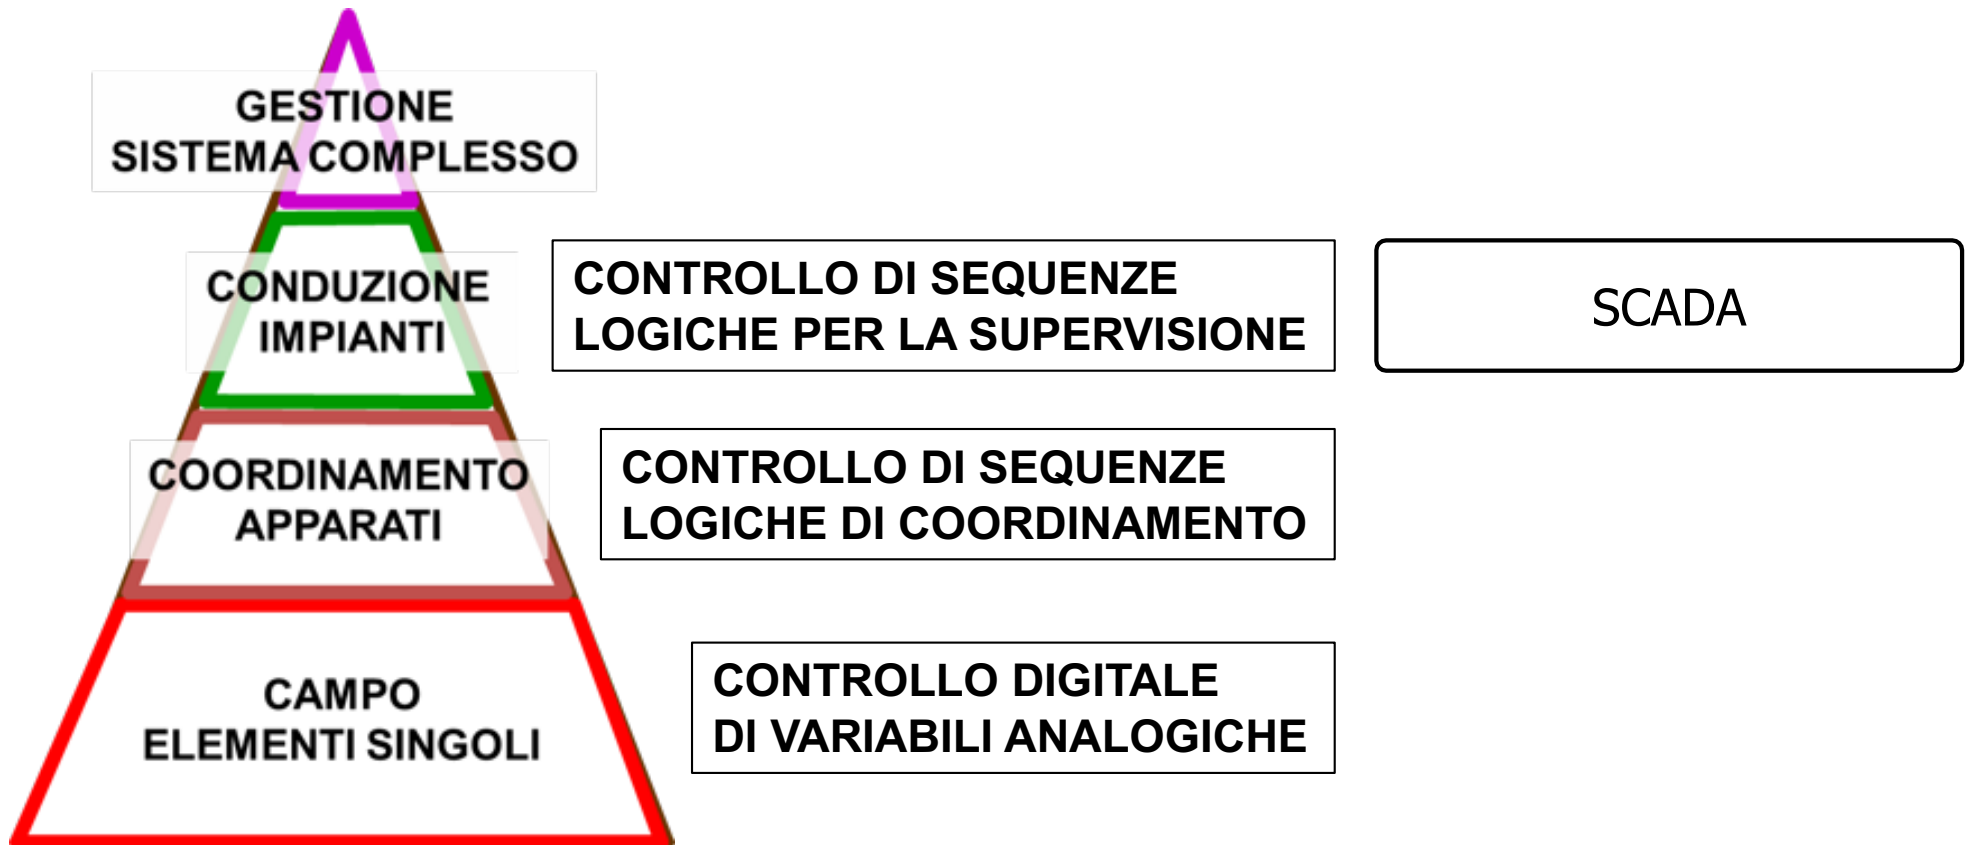 GESTIONE
SISTEMA COMPLESSO
CONDUZIONE
IMPIANTI
CONTROLLO DI SEQUENZE
LOGICHE PER LA SUPERVISIONE
SCADA
COORDINAMENTO
APPARATI
CONTROLLO DI SEQUENZE
LOGICHE DI COORDINAMENTO
CAMPO
ELEMENTI SINGOLI
CONTROLLO DIGITALE
DI VARIABILI ANALOGICHE